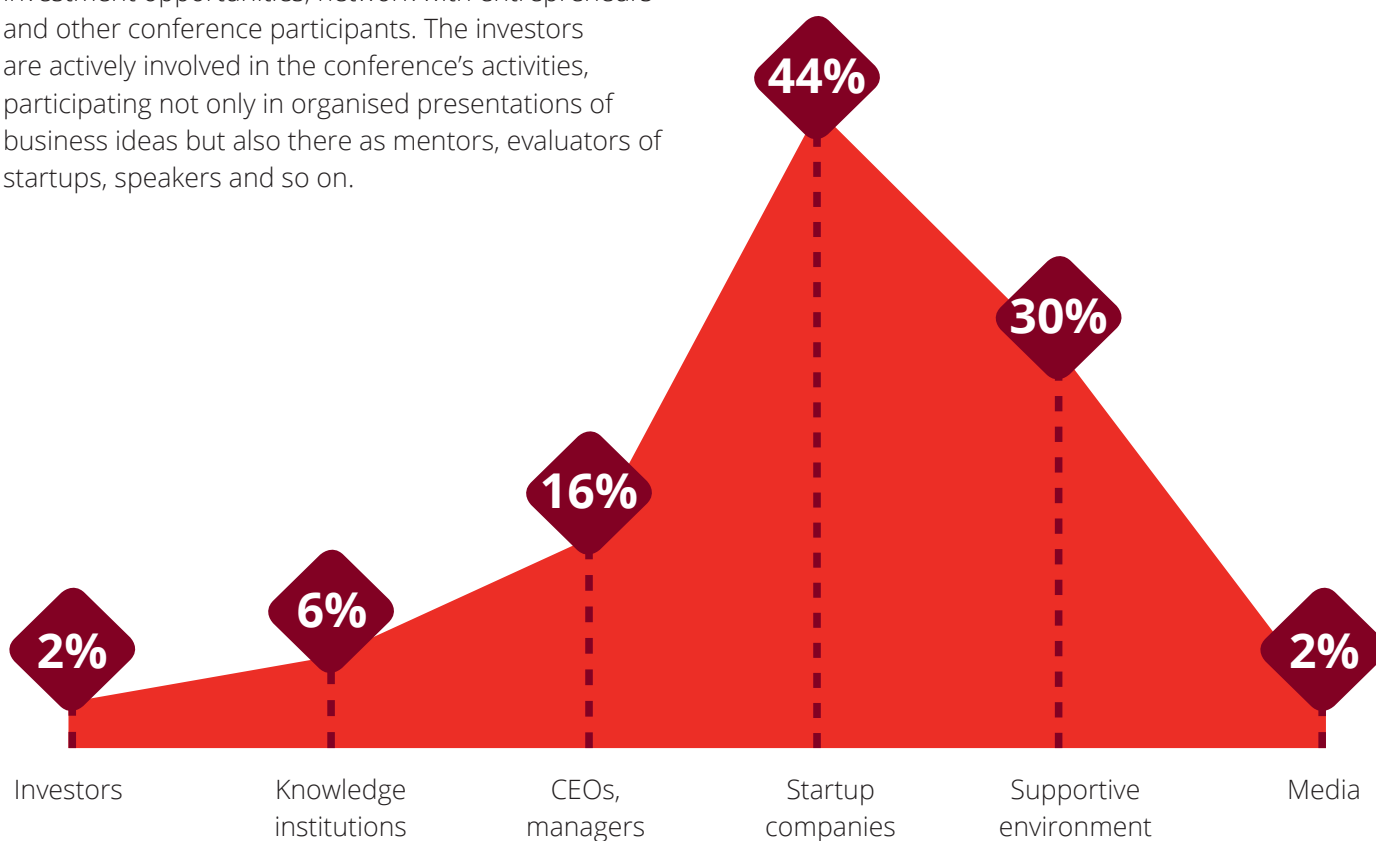 and other conference participants. The investors
are actively involved in the conference’s activities,
participating not only in organised presentations of
business ideas but also there as mentors, evaluators of
startups, speakers and so on.
44%
30%
16%
6%
2%
2%
Investors
Knowledge
institutions
CEOs,
managers
Startup
companies
Supportive
environment
Media